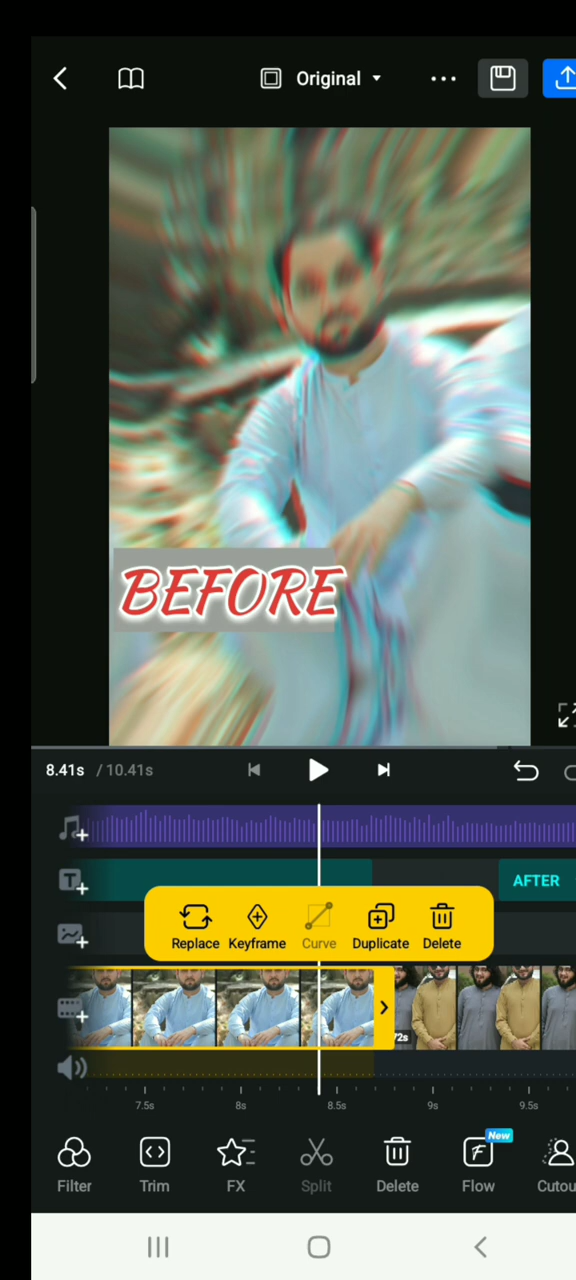 Original
BEFORE
8.41s / 10.41s
AFTER
Replace Keyframe Curve Duplicate Delete
72s
7.5s 8s 8.5s 9s 9.5s
New
Filter Trim FX Split Delete Flow Cutou